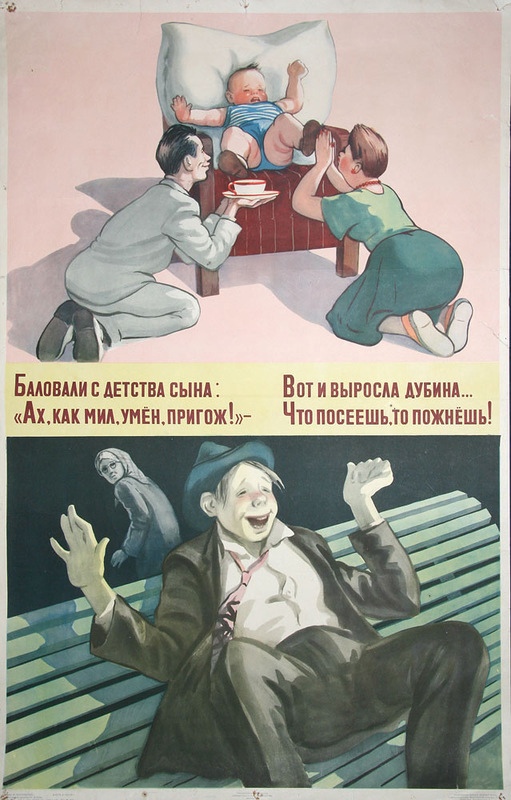 Баловали с детства сына:
«Ах, как мил, умён, пригож!»–
Вот и выросла дубина...
Что посеешь, то пожнёшь!